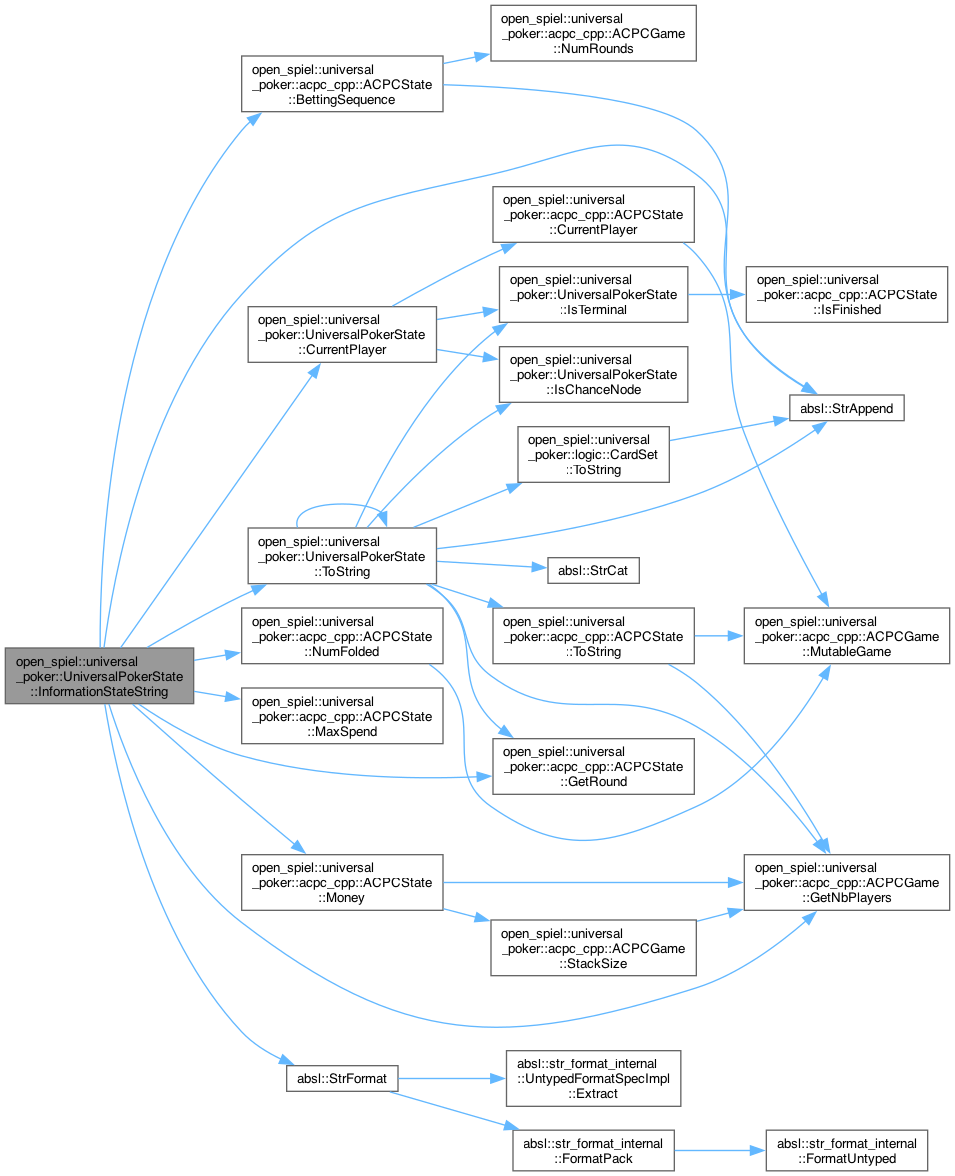 open_spiel::universal
_poker::acpc_cpp::ACPCGame
::NumRounds
open_spiel::universal
_poker::acpc_cpp::ACPCState
::BettingSequence
open_spiel::universal
_poker::acpc_cpp::ACPCState
::CurrentPlayer
open_spiel::universal
_poker::UniversalPokerState
::IsTerminal
open_spiel::universal
_poker::acpc_cpp::ACPCState
::IsFinished
open_spiel::universal
_poker::UniversalPokerState
::CurrentPlayer
open_spiel::universal
_poker::UniversalPokerState
::IsChanceNode
absl::StrAppend
open_spiel::universal
_poker::logic::CardSet
::ToString
open_spiel::universal
_poker::UniversalPokerState
::ToString
absl::StrCat
open_spiel::universal
_poker::acpc_cpp::ACPCState
::NumFolded
open_spiel::universal
_poker::acpc_cpp::ACPCState
::ToString
open_spiel::universal
_poker::acpc_cpp::ACPCGame
::MutableGame
open_spiel::universal
_poker::UniversalPokerState
::InformationStateString
open_spiel::universal
_poker::acpc_cpp::ACPCState
::MaxSpend
open_spiel::universal
_poker::acpc_cpp::ACPCState
::GetRound
open_spiel::universal
_poker::acpc_cpp::ACPCState
::Money
open_spiel::universal
_poker::acpc_cpp::ACPCGame
::GetNbPlayers
open_spiel::universal
_poker::acpc_cpp::ACPCGame
::StackSize
absl::StrFormat
absl::str_format_internal
::UntypedFormatSpecImpl
::Extract
absl::str_format_internal
::FormatPack
absl::str_format_internal
::FormatUntyped